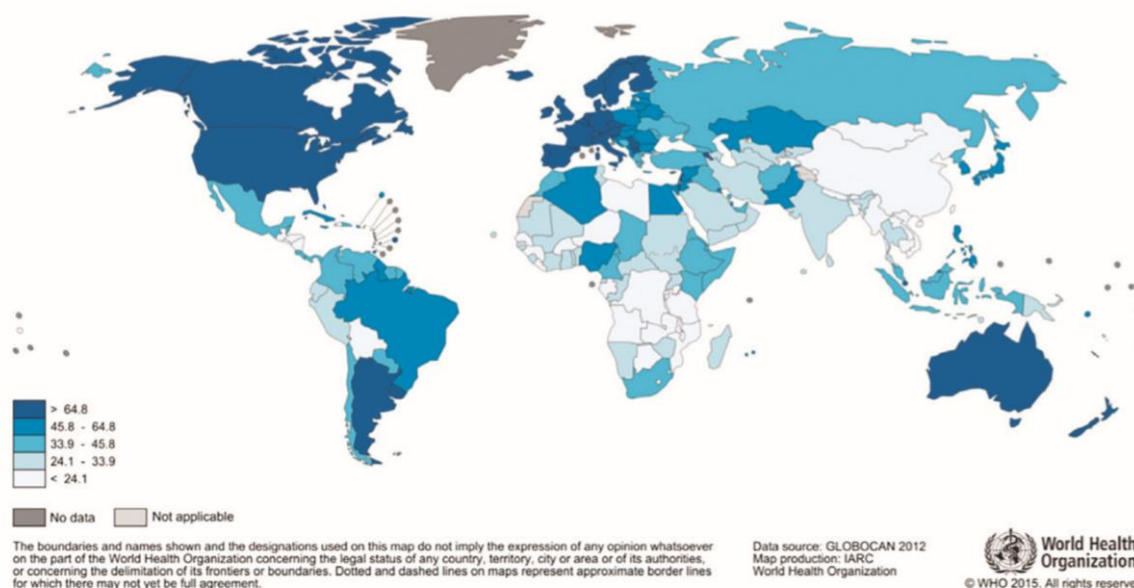 > 64.8
45.8 - 64.8
33.9 - 45.8
24.1 - 33.9
< 24.1
No data
Not applicable
The boundaries and names shown and the designations used on this map do not imply the expression of any opinion whatsoever
on the part of the World Health Organization concerning the legal status of any country, territory, city or area or of its authorities,
or concerning the delimitation of its frontiers or boundaries. Dotted and dashed lines on maps represent approximate border lines
for which there may not yet be full agreement.
Data source: GLOBOCAN 2012
Map production: IARC
World Health Organization
World Health
Organization
© WHO 2015. All rights reserve